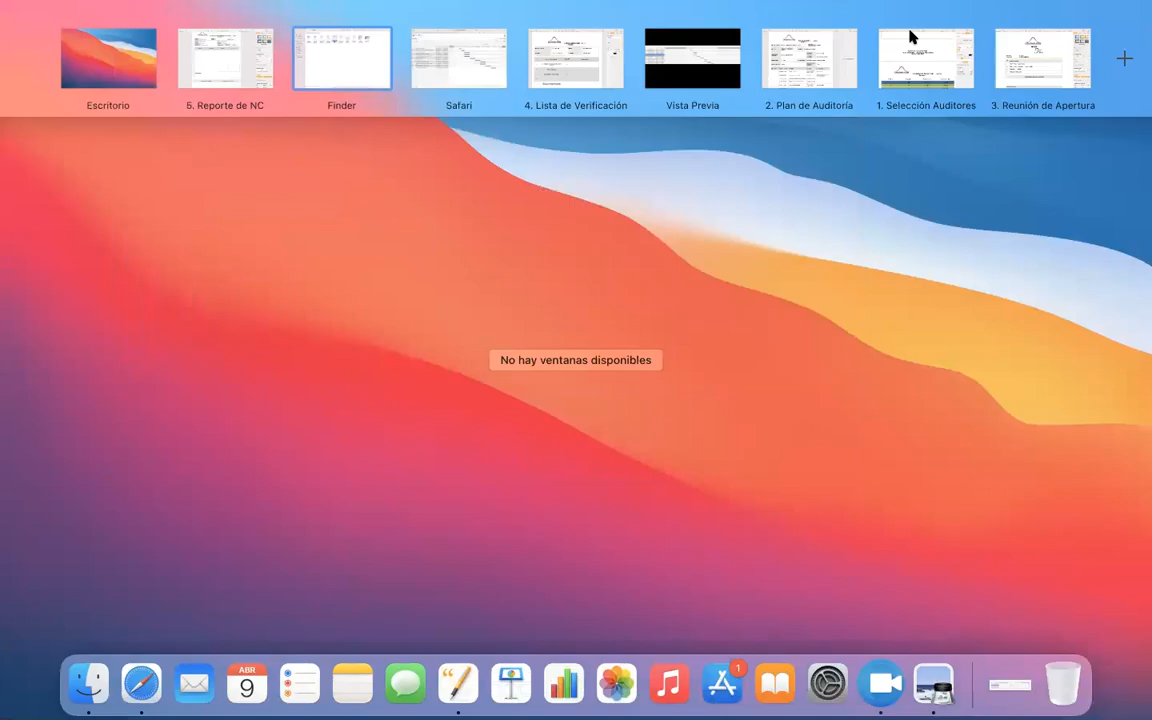 Escritorio
5. Reporte de NC
Finder
Safari
4. Lista de Verificación
Vista Previa
2. Plan de Auditoría
1. Selección Auditores
3. Reunión de Apertura
No hay ventanas disponibles
ABR
9
1